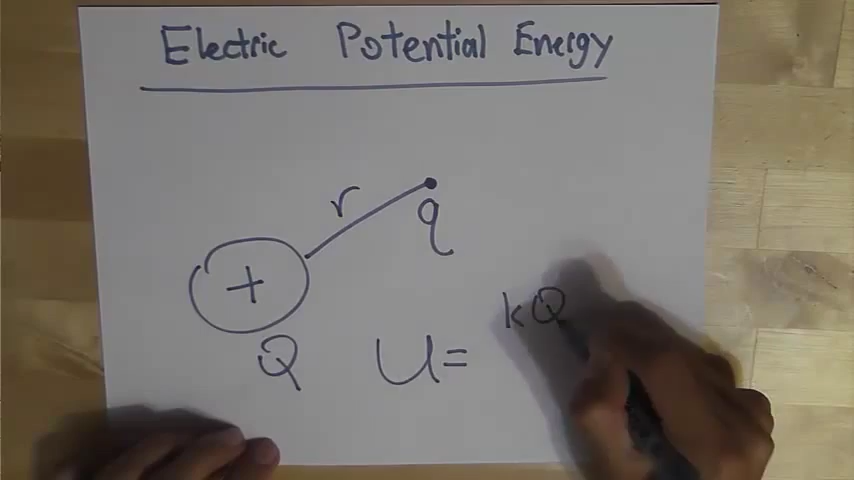 Electric Potential Energy
r
q
+
kQ
Q U=